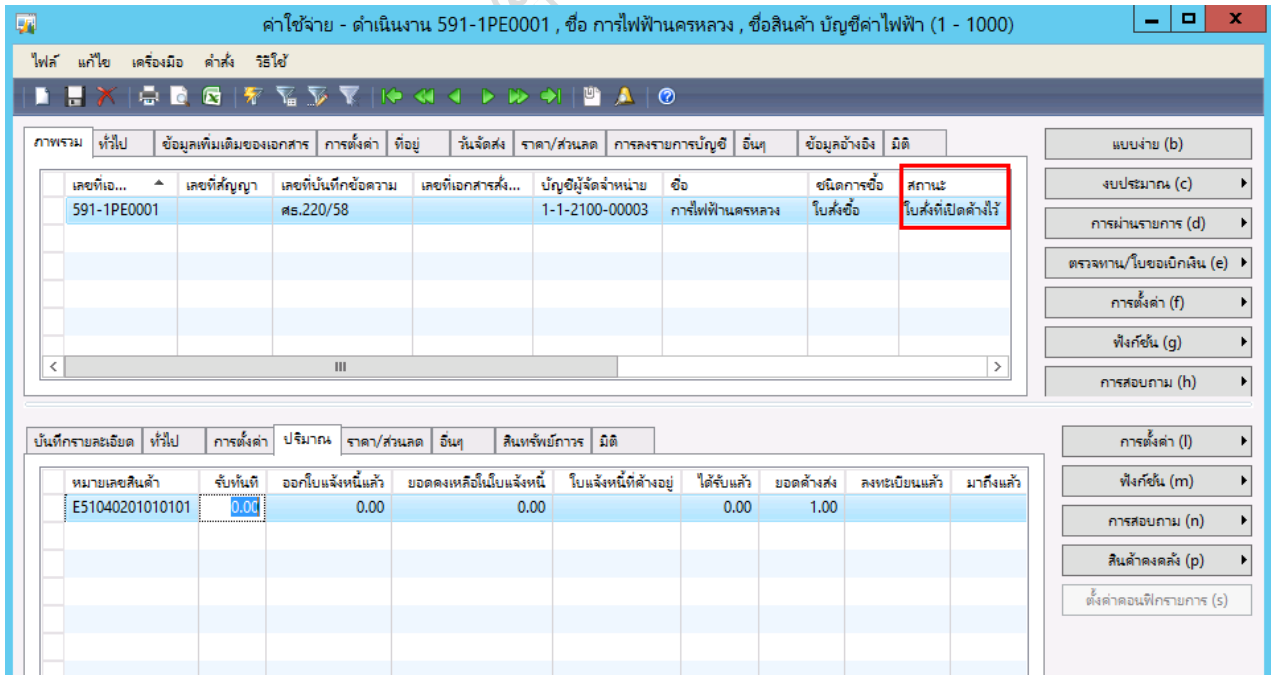 ค่าใช้จ่าย - ดำเนินงาน 591-1PE0001 , ชื่อ การไฟฟ้านครหลวง , ชื่อสินค้า บัญชีค่าไฟฟ้า (1 - 1000)
ไฟล์ แก้ไข เครื่องมือ คำสั่ง วิธีใช้
ภาพรวม ทั่วไป ข้อมูลเพิ่มเติมของเอกสาร การตั้งค่า ที่อยู่ วันจัดส่ง ราคา/ส่วนลด การลงรายการบัญชี อื่นๆ ข้อมูลอ้างอิง มิติ
แบบง่าย (b)
เลขที่เอ... เลขที่สัญญา เลขที่บันทึกข้อความ เลขที่เอกสารสั่ง... บัญชีผู้จัดจำหน่าย ชื่อ ชนิดการซื้อ สถานะ
งบประมาณ (c)
591-1PE0001 ศธ.220/58 1-1-2100-00003 การไฟฟ้านครหลวง ใบสั่งซื้อ ใบสั่งที่เปิดค้างไว้
การผ่านรายการ (d)
ตรวจทาน/ใบขอเบิกเงิน (e)
การตั้งค่า (f)
ฟังก์ชัน (g)
การสอบถาม (h)
บันทึกรายละเอียด ทั่วไป การตั้งค่า ปริมาณ ราคา/ส่วนลด อื่นๆ สินทรัพย์ถาวร มิติ
การตั้งค่า (l)
หมายเลขสินค้า รับทันที ออกใบแจ้งหนี้แล้ว ยอดคงเหลือในใบแจ้งหนี้ ใบแจ้งหนี้ที่ค้างอยู่ ได้รับแล้ว ยอดค้างส่ง ลงทะเบียนแล้ว มาถึงแล้ว
ฟังก์ชัน (m)
E51040201010101 0.00 0.00 0.00 0.00 1.00
การสอบถาม (n)
สินค้าคงคลัง (p)
ตั้งค่าคอนฟิกรายการ (s)